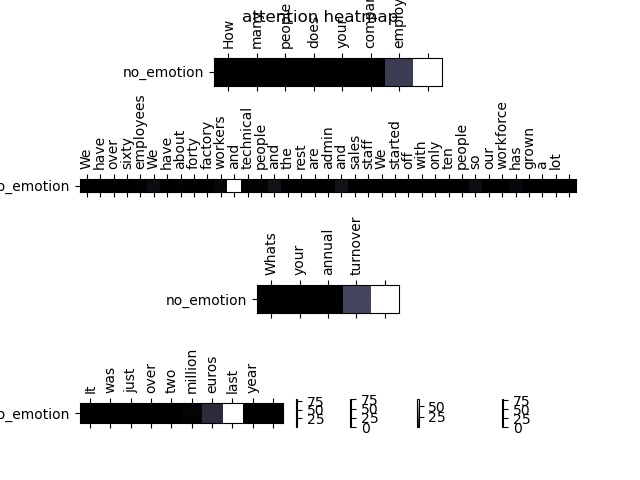 attention heatmap
How many people does your
no_emotion
We have over sixty employees We have about forty factory workers and technical people and the rest are admin and sales staff We started off with only ten people so our workforce has grown a lot
o_emotion
Whats your annual turnover
no_emotion
It was just over two million euros last year
o_emotion
75 50 25
75 50 25 0
50 25
75 50 25 0